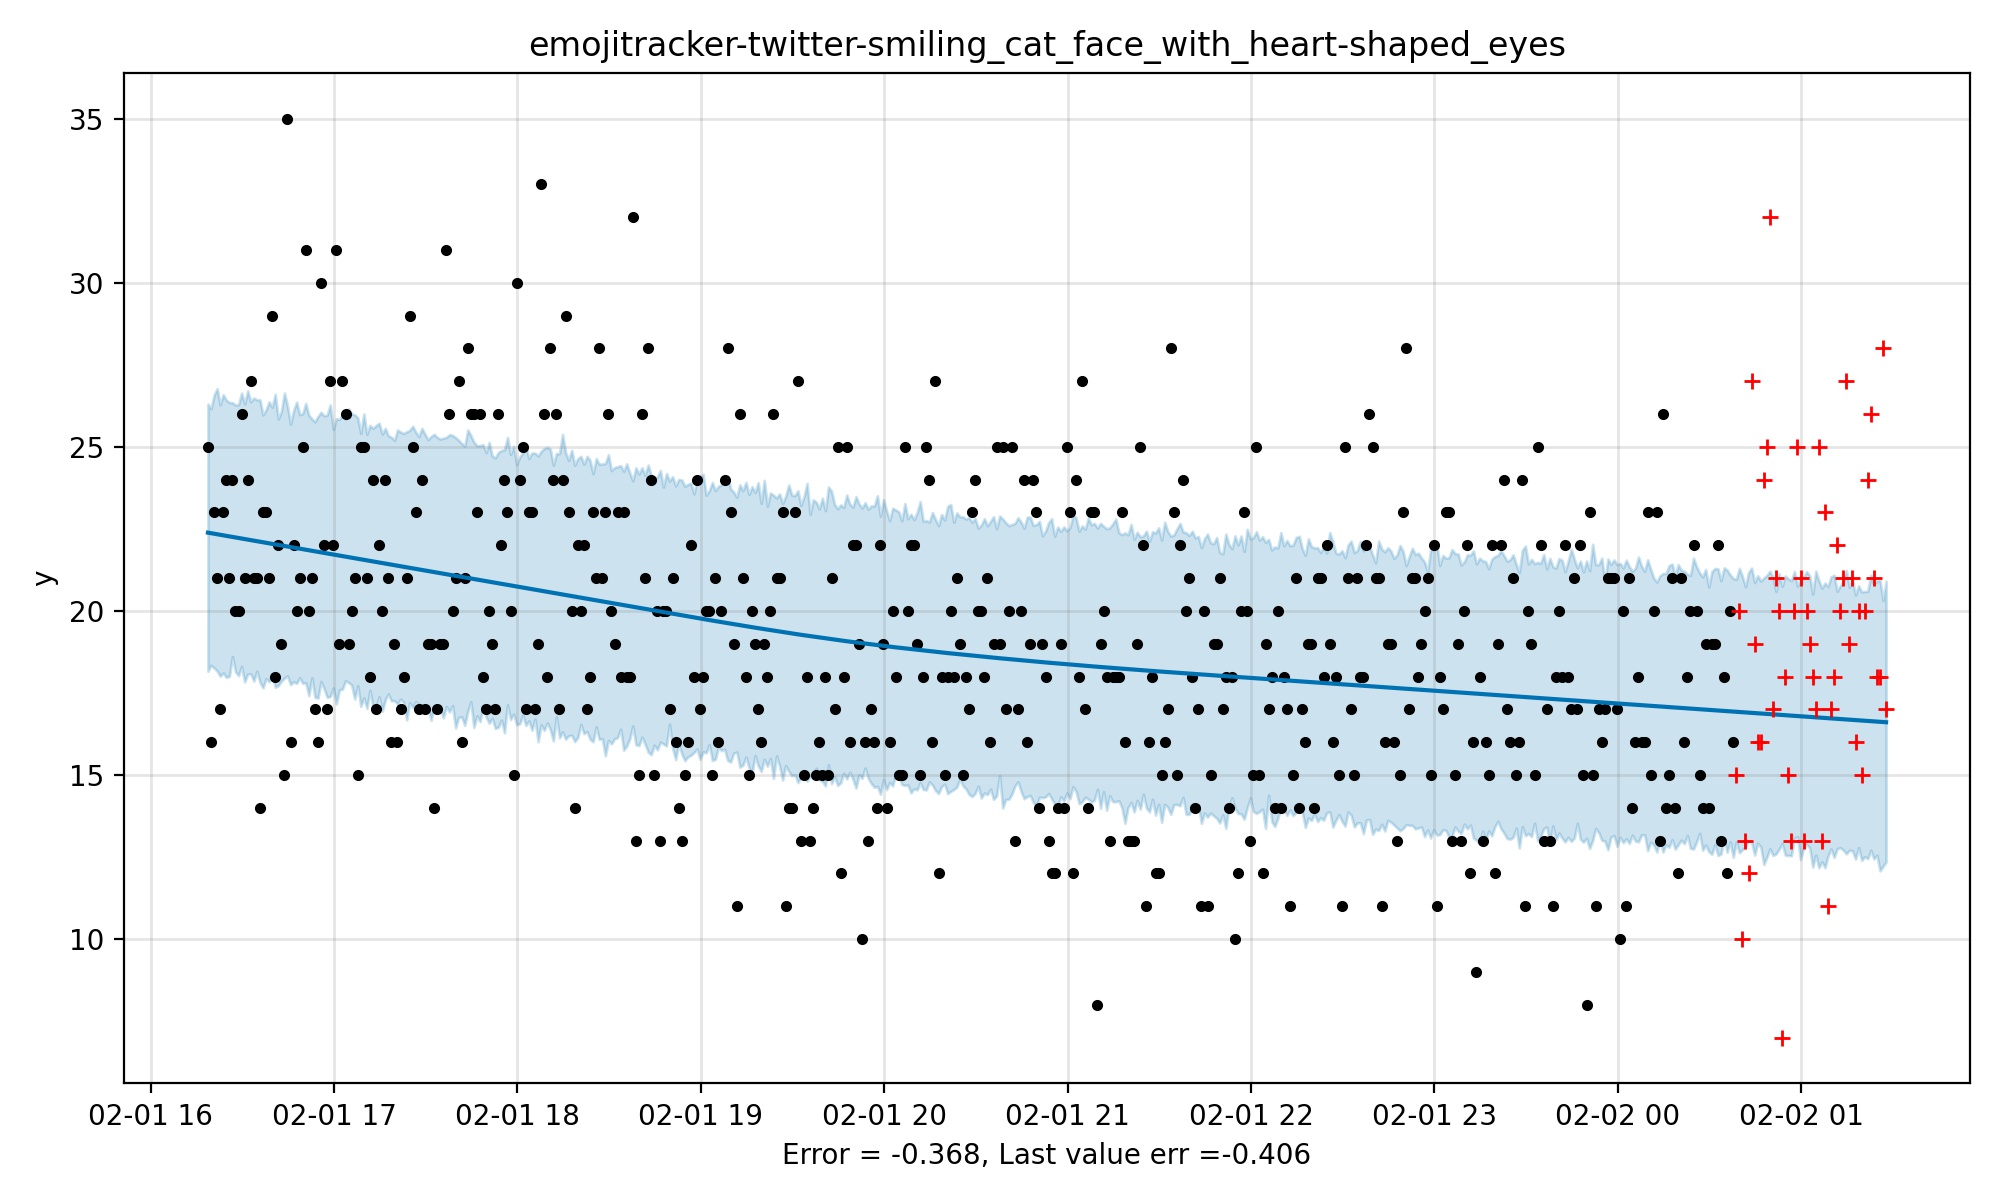 emojitracker-twitter-smiling_cat_face_with_heart-shaped_eyes
35
30
25
20
15
10
y
02-01 16 02-01 17 02-01 18 02-01 19 02-01 20 02-01 21 02-01 22 02-01 23 02-02 00 02-02 01
Error = -0.368, Last value err =-0.406